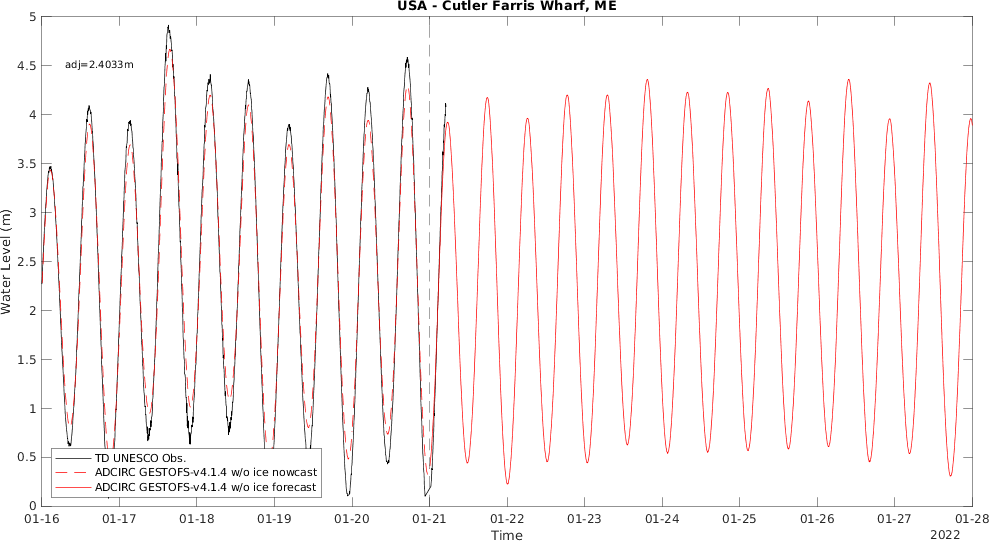 USA - Cutler Farris Wharf, ME
5
4.5
4
3.5
3
2.5
2
1.5
1
0.5
0
Water Level (m)
adj=2.4033m
TD UNESCO Obs.
ADCIRC GESTOFS-v4.1.4 w/o ice nowcast
ADCIRC GESTOFS-v4.1.4 w/o ice forecast
01-16 01-17 01-18 01-19 01-20 01-21 01-22 01-23 01-24 01-25 01-26 01-27 01-28
Time
2022